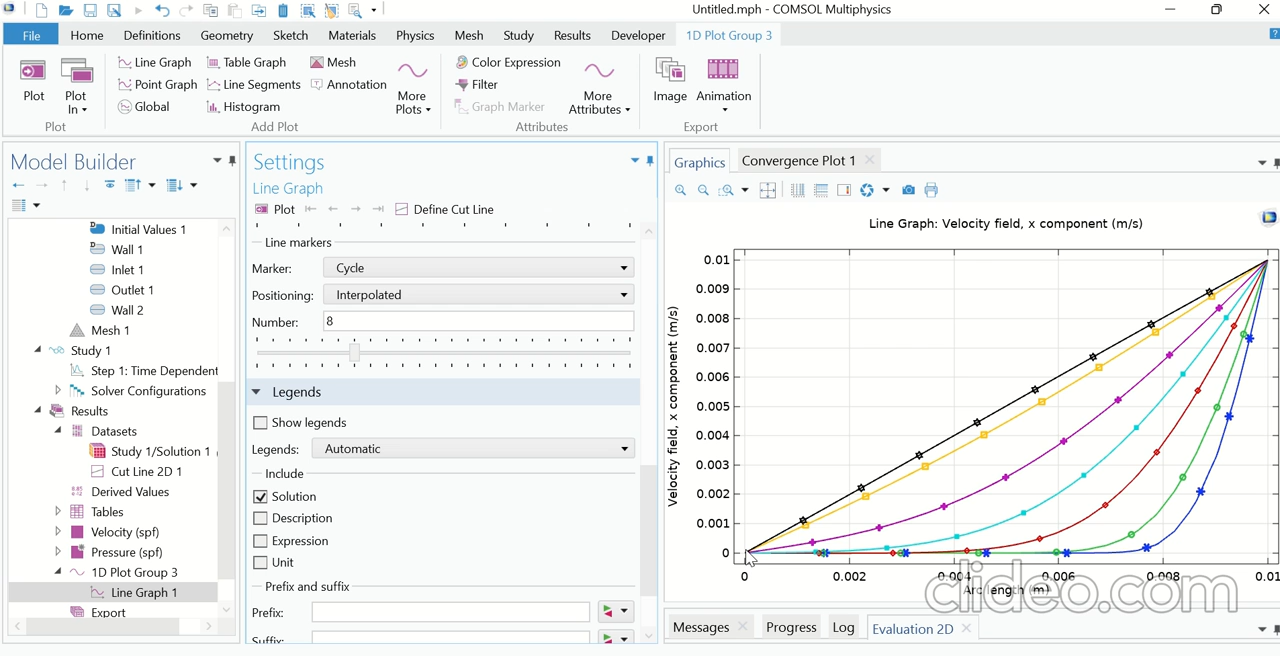 Untitled.mph - COMSOL Multiphysics
File Home Definitions Geometry Sketch Materials Physics Mesh Study Results Developer 1D Plot Group 3
Plot
Plot In
Plot
Line Graph Table Graph Mesh
Point Graph Line Segments Annotation
Global Histogram
More Plots
Add Plot
Color Expression
Filter
Graph Marker
More Attributes
Attributes
Image Animation
Export
Model Builder
Initial Values 1
Wall 1
Inlet 1
Outlet 1
Wall 2
Mesh 1
Study 1
Step 1: Time Dependent
Solver Configurations
Results
Datasets
Study 1/Solution 1
Cut Line 2D 1
Derived Values
Tables
Velocity (spf)
Pressure (spf)
1D Plot Group 3
Line Graph 1
Export
Settings
Line Graph
Plot Define Cut Line
Line markers
Marker: Cycle
Positioning: Interpolated
Number: 8
Legends
Show legends
Legends: Automatic
Include
Solution
Description
Expression
Unit
Prefix and suffix
Prefix:
Suffix:
Graphics Convergence Plot 1
Line Graph: Velocity field, x component (m/s)
Velocity field, x component (m/s)
0.01
0.009
0.008
0.007
0.006
0.005
0.004
0.003
0.002
0.001
0
0 0.002 0.004 0.006 0.008 0.01
Arc length (m)
clideo.com
Messages Progress Log Evaluation 2D